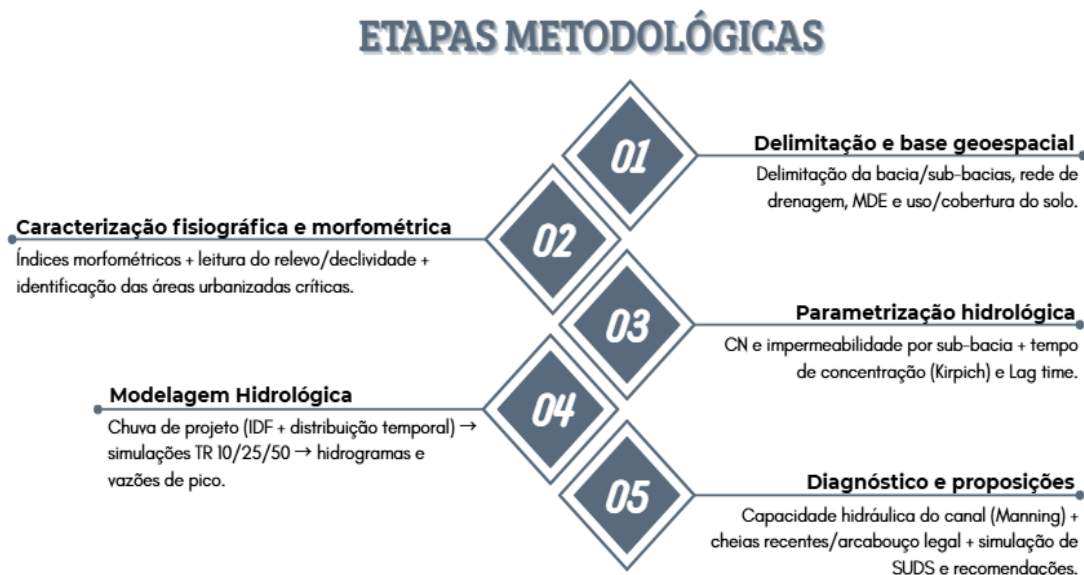 ETAPAS METODOLÓGICAS
01
Delimitação e base geoespacial
Delimitação da bacia/sub-bacias, rede de
drenagem, MDE e uso/cobertura do solo.
02
Caracterização fisiográfica e morfométrica
Índices morfométricos + leitura do relevo/declividade +
identificação das áreas urbanizadas críticas.
03
Parametrização hidrológica
CN e impermeabilidade por sub-bacia + tempo
de concentração (Kirpich) e Lag time.
04
Modelagem Hidrológica
Chuva de projeto (IDF + distribuição temporal) →
simulações TR 10/25/50 → hidrogramas e
vazões de pico.
05
Diagnóstico e proposições
Capacidade hidráulica do canal (Manning) +
cheias recentes/arcabouço legal + simulação de
SUDS e recomendações.